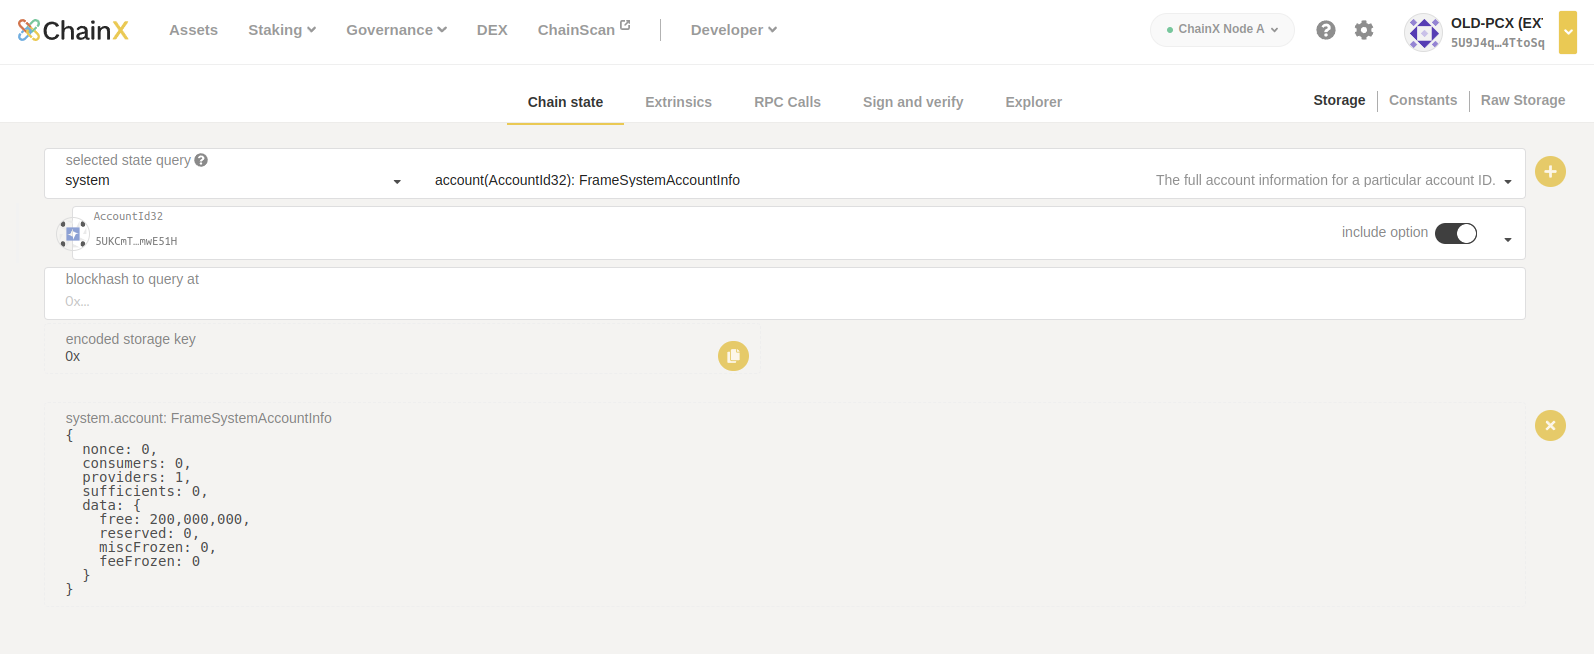 ChainX Assets Staking Governance DEX ChainScan Developer ChainX Node A OLD-PCX (EXT
5U9J4q...4TtoSq
Chain state Extrinsics RPC Calls Sign and verify Explorer Storage Constants Raw Storage
selected state query
system account(AccountId32): FrameSystemAccountInfo The full account information for a particular account ID.
AccountId32
5UKCmT...mwE51H include option
blockhash to query at
0x...
encoded storage key
0x
system.account: FrameSystemAccountInfo
{
nonce: 0,
consumers: 0,
providers: 1,
sufficients: 0,
data: {
free: 200,000,000,
reserved: 0,
miscFrozen: 0,
feeFrozen: 0
}
}